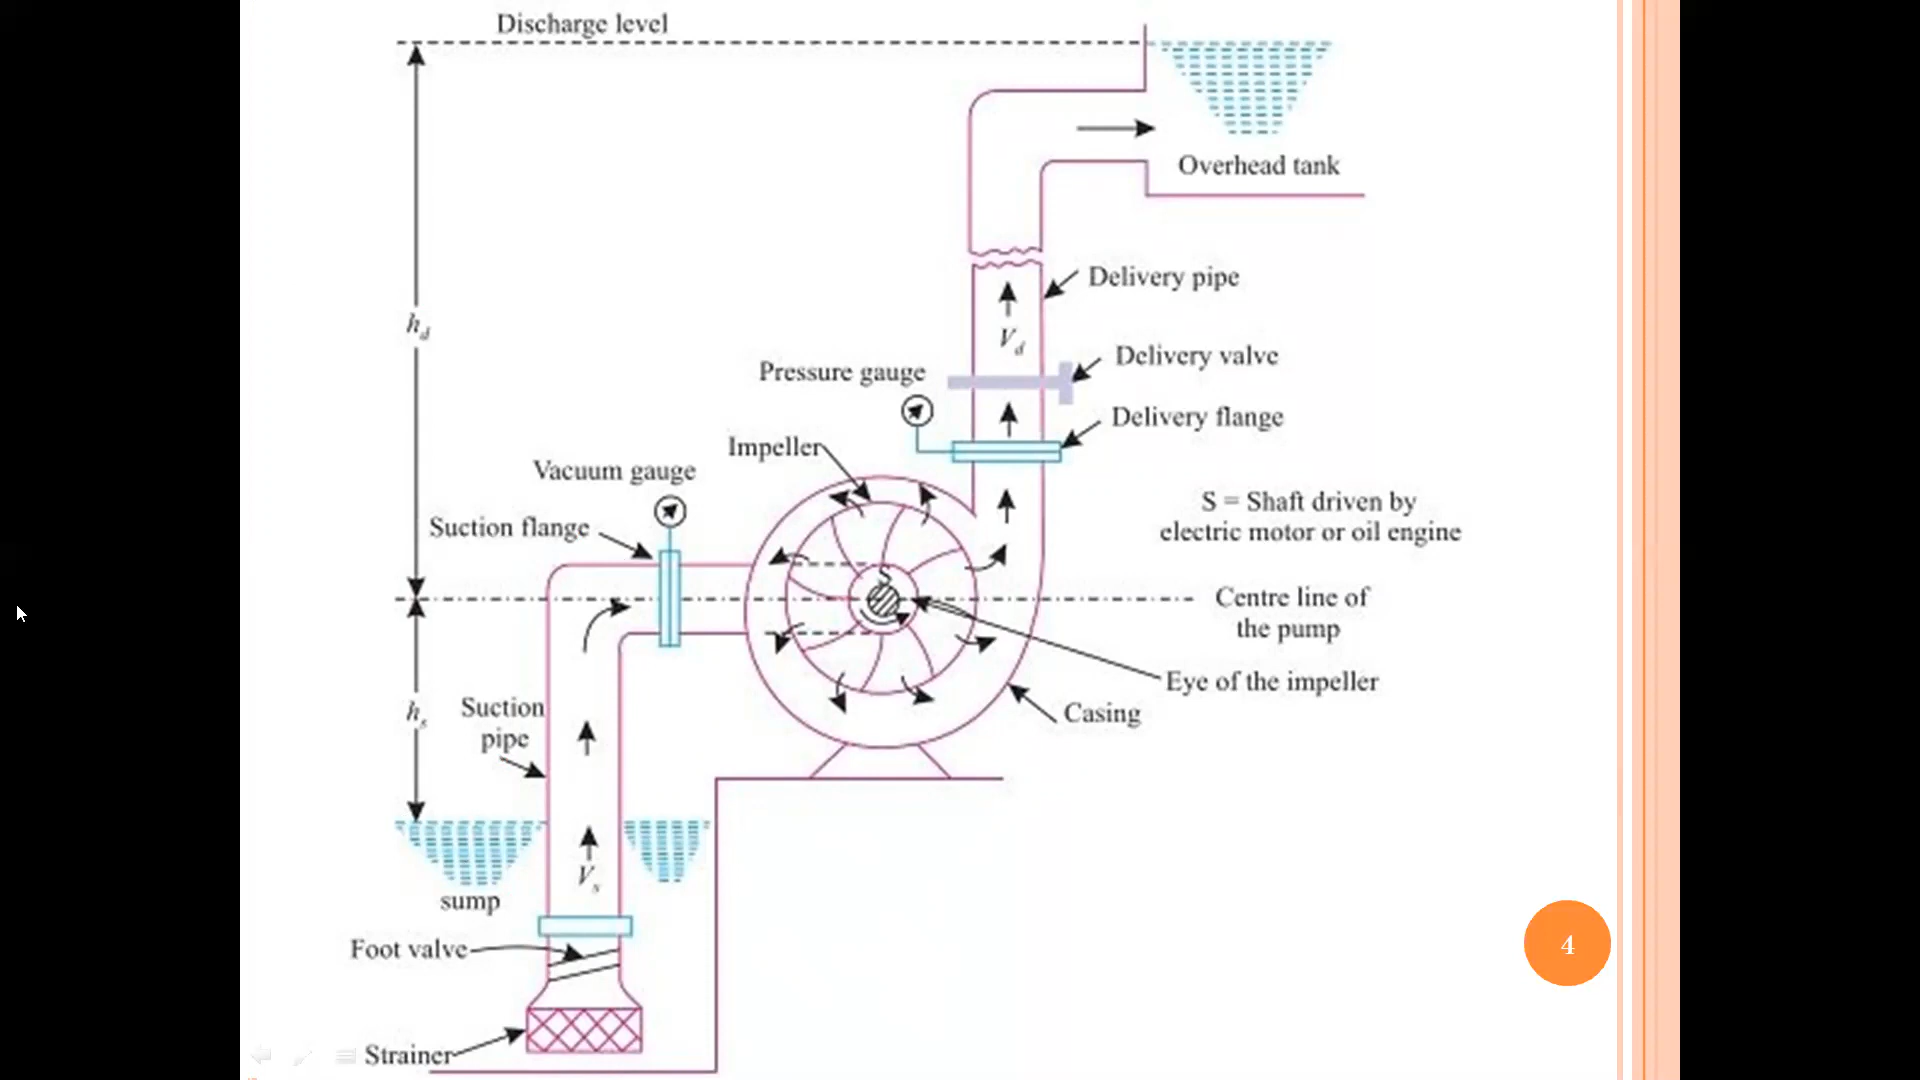 Discharge level
Overhead tank
Delivery pipe
h_d
V_d
Delivery valve
Pressure gauge
Delivery flange
Impeller
Vacuum gauge
S = Shaft driven by
electric motor or oil engine
Suction flange
S
Centre line of
the pump
Eye of the impeller
h_s
Suction
pipe
Casing
V_s
sump
Foot valve
4
Strainer